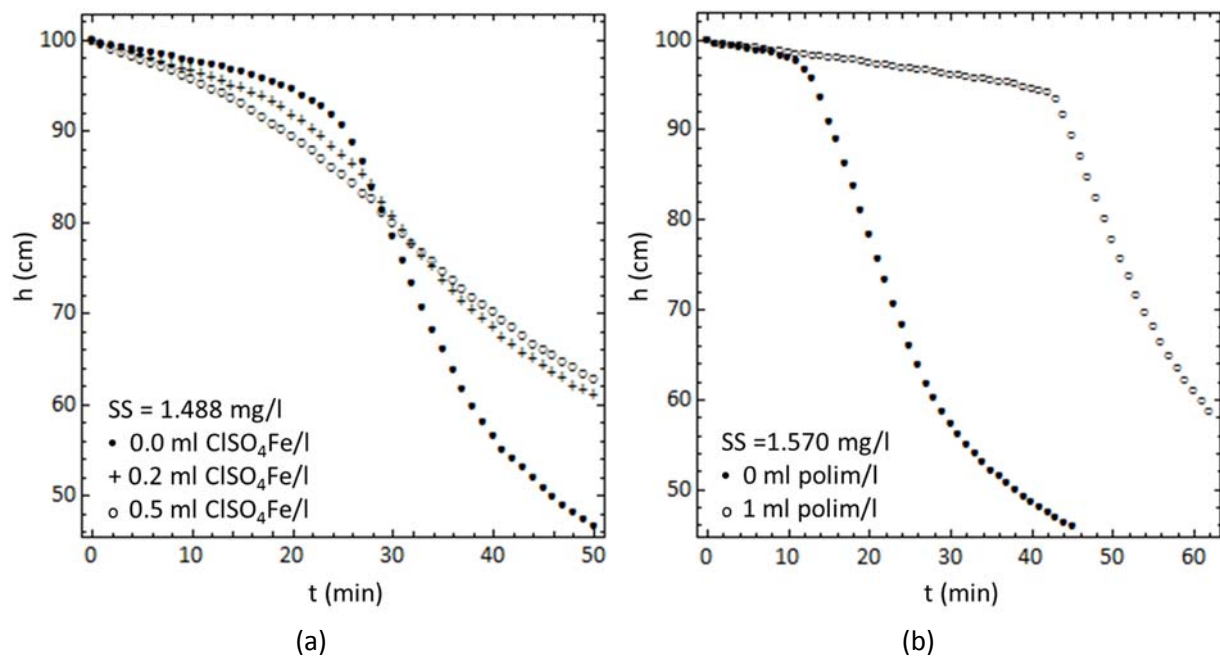 100
90
80
70
60
50
h (cm)
SS = 1.488 mg/l
• 0.0 ml ClSO₄Fe/l
+ 0.2 ml ClSO₄Fe/l
o 0.5 ml ClSO₄Fe/l
0 10 20 30 40 50
t (min)
(a)
100
90
80
70
60
50
h (cm)
SS =1.570 mg/l
• 0 ml polim/l
o 1 ml polim/l
0 10 20 30 40 50 60
t (min)
(b)